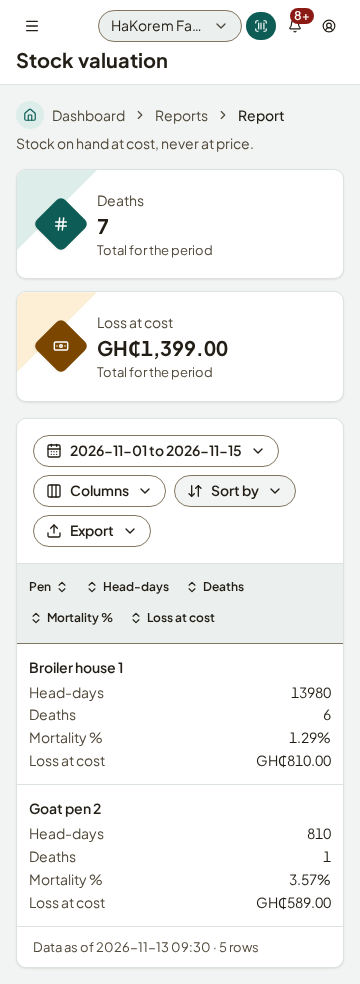 HaKorem Fa...
8+
Stock valuation
Dashboard > Reports > Report
Stock on hand at cost, never at price.
Deaths
7
Total for the period
Loss at cost
GH₵1,399.00
Total for the period
2026-11-01 to 2026-11-15
Columns
Sort by
Export
Pen Head-days Deaths
Mortality % Loss at cost
Broiler house 1
Head-days 13980
Deaths 6
Mortality % 1.29%
Loss at cost GH₵810.00
Goat pen 2
Head-days 810
Deaths 1
Mortality % 3.57%
Loss at cost GH₵589.00
Data as of 2026-11-13 09:30 · 5 rows